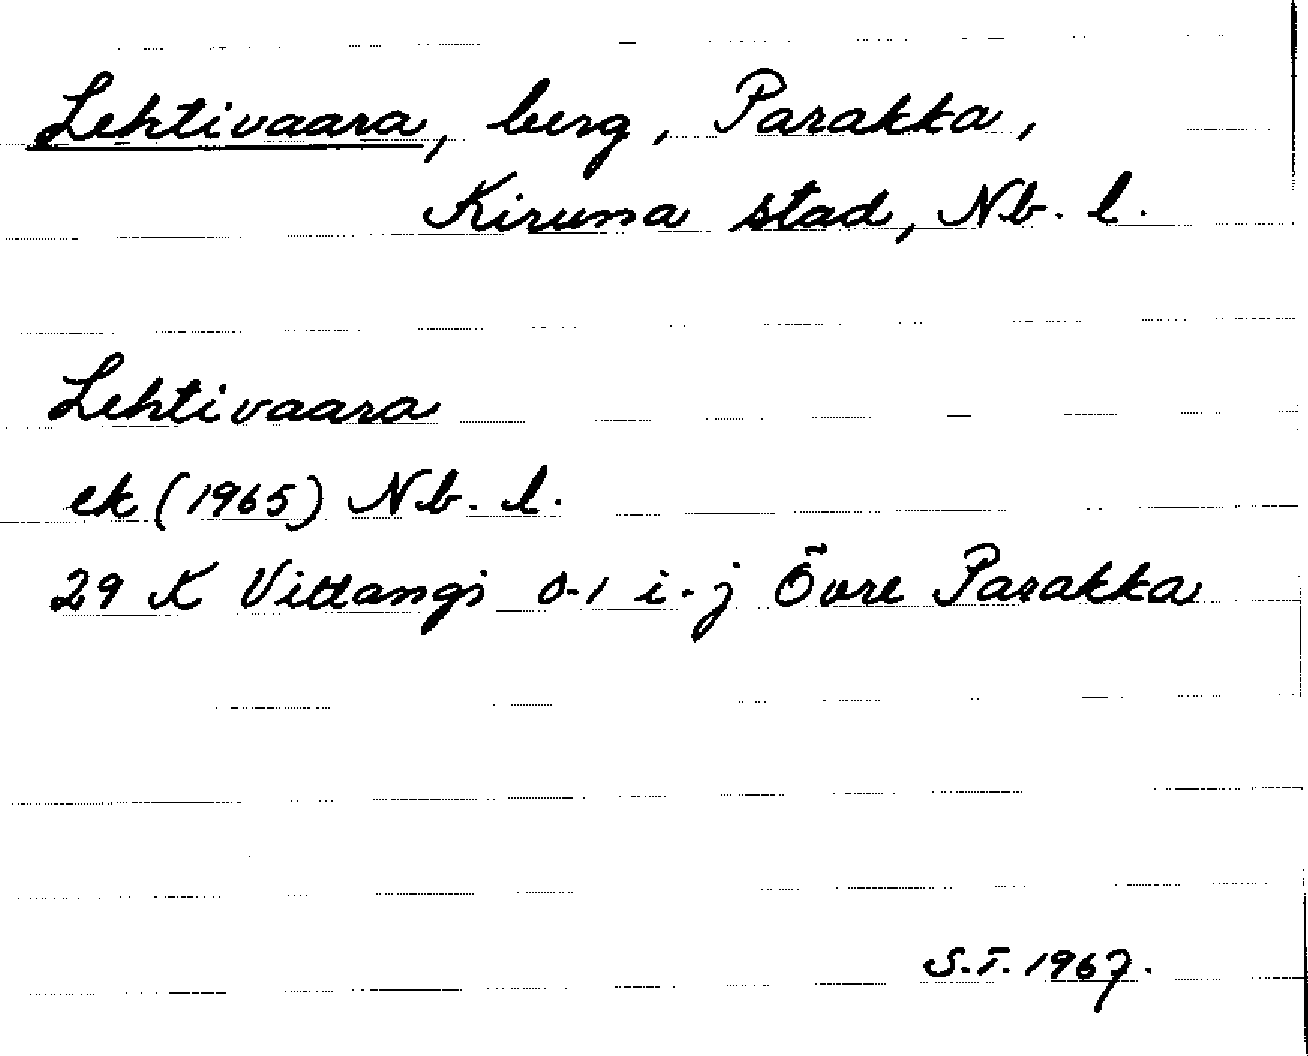 Lehtivaara, berg, Parakka,
Kiruna stad, Nb. l.
Lehtivaara
ek (1965) Nb. l.
29 K Vittangi 0-1 i-j Övre Parakka
S.T. 1967.